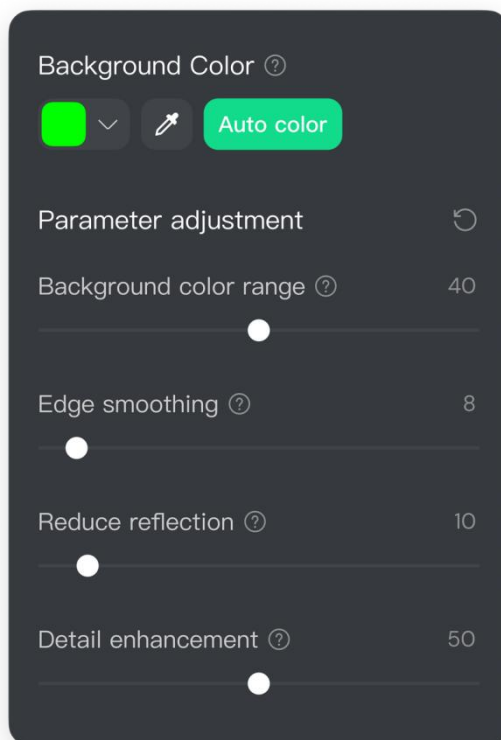 Background Color ?
Auto color
Parameter adjustment
Background color range ? 40
Edge smoothing ? 8
Reduce reflection ? 10
Detail enhancement ? 50